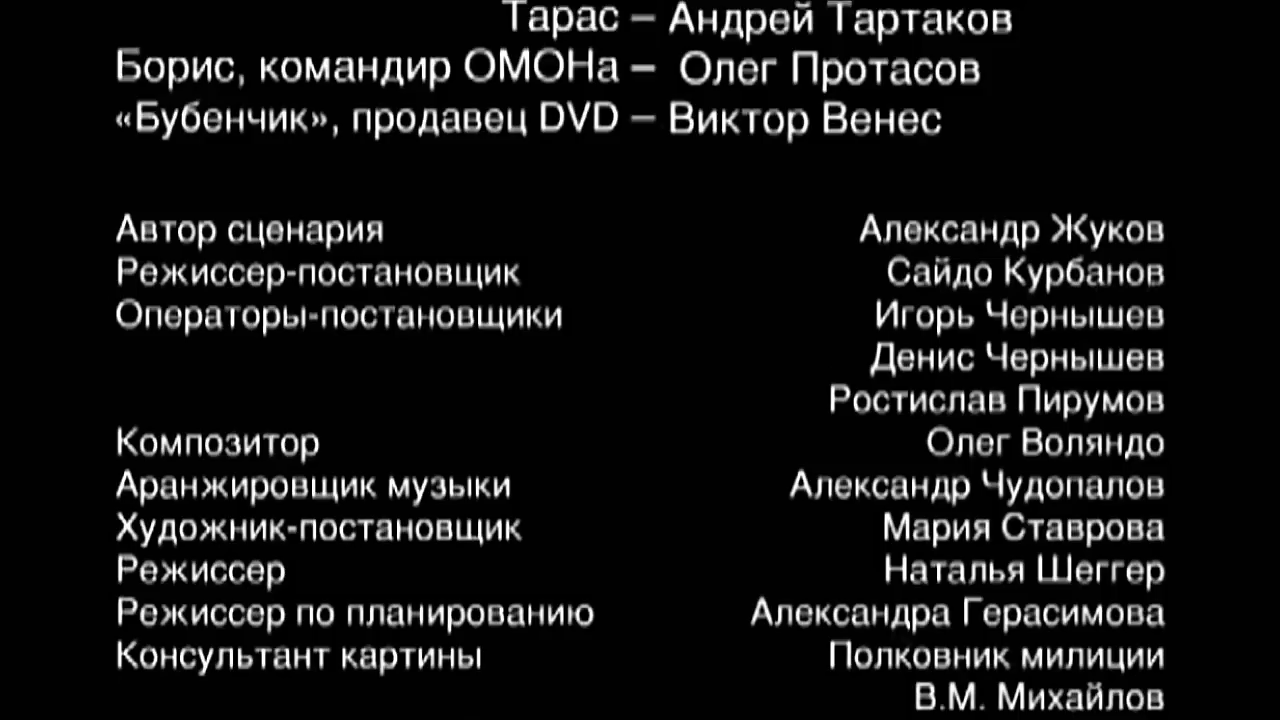 Тарас – Андрей Тартаков
Борис, командир ОМОНа – Олег Протасов
«Бубенчик», продавец DVD – Виктор Венес
Автор сценария Александр Жуков
Режиссер-постановщик Сайдо Курбанов
Операторы-постановщики Игорь Чернышев
Денис Чернышев
Ростислав Пирумов
Композитор Олег Воляндо
Аранжировщик музыки Александр Чудопалов
Художник-постановщик Мария Ставрова
Режиссер Наталья Шеггер
Режиссер по планированию Александра Герасимова
Консультант картины Полковник милиции
В.М. Михайлов